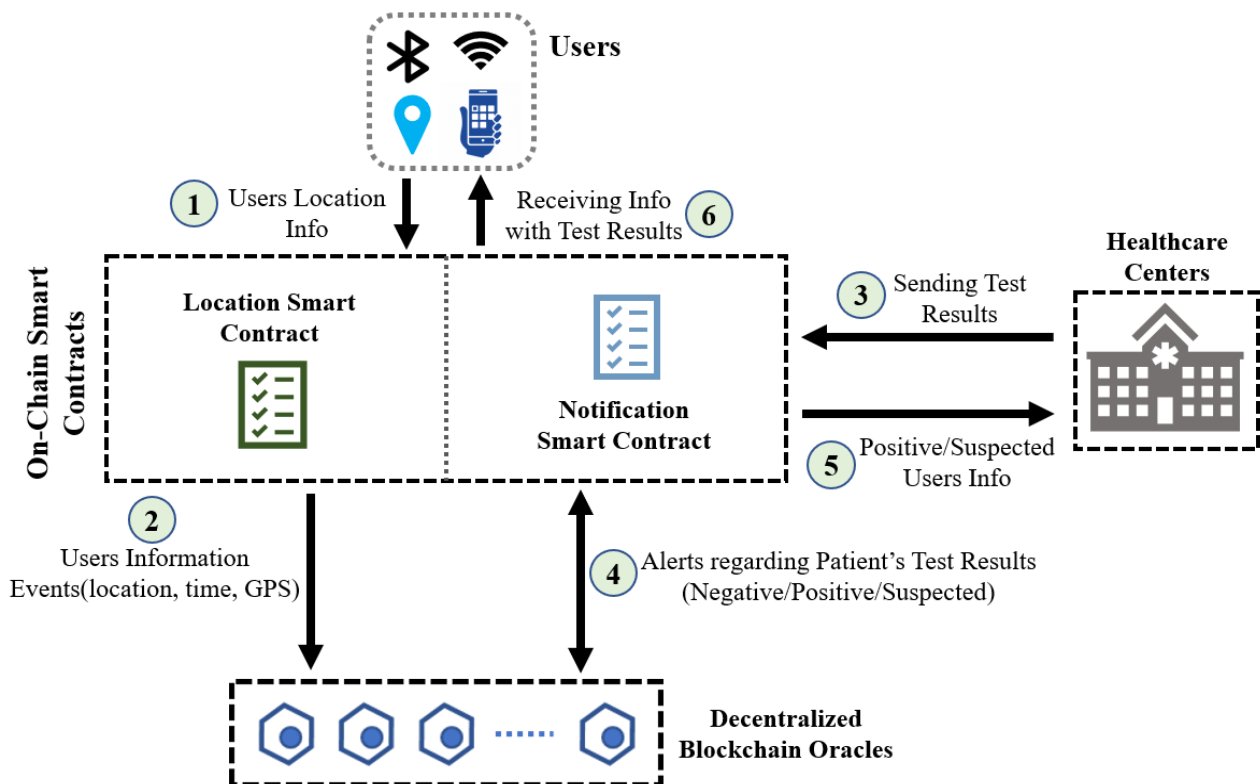 Users
1
Users Location
Info
Receiving Info
with Test Results
6
On-Chain Smart
Contracts
Location Smart
Contract
Notification
Smart Contract
Healthcare
Centers
3
Sending Test
Results
5
Positive/Suspected
Users Info
2
Users Information
Events(location, time, GPS)
4
Alerts regarding Patient’s Test Results
(Negative/Positive/Suspected)
Decentralized
Blockchain Oracles